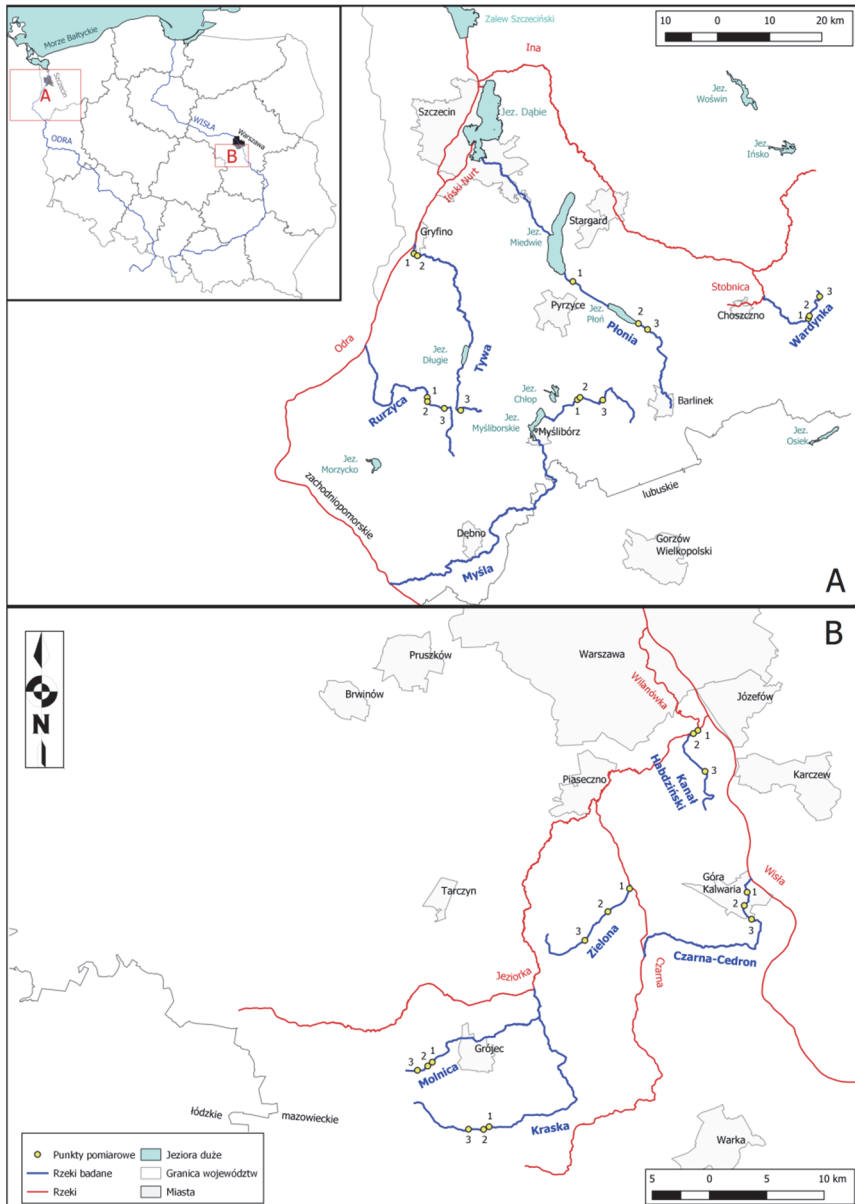 Morze Bałtyckie
Szczecin
A
WISŁA
Warszawa
ODRA
B
Zalew Szczeciński
10 0 10 20 km
Ina
Szczecin
Jez. Dąbie
Jez.
Woświn
Jez.
Ińsko
Iński Nurt
Jez.
Miedwie
Stargard
Gryfino
1 2
1
Stobnica
Choszczno
3
1 2
Wardynka
Pyrzyce
Jez.
Płoń
2
3
Płonia
Odra
Jez.
Długie
Tywa
Rurzyca
1
2
3
3
Jez.
Chłop
2
1
3
Barlinek
Jez.
Myśliborskie
Myślibórz
Jez.
Osiek
Jez.
Morzycko
zachodniopomorskie
lubuskie
Dębno
Gorzów
Wielkopolski
Myśla
A
B
N
Pruszków
Warszawa
Brwinów
Wilanówka
Józefów
1
2
3
Kanał
Habdziński
Piaseczno
Karczew
Tarczyn
Góra
Kalwaria
Wisła
1
2
3
1
2
3
Zielona
Czarna-Cedron
Jeziorka
Czarna
Grójec
3 2 1
Molnica
łódzkie
mazowieckie
1
3 2
Kraska
Warka
Punkty pomiarowe
Jeziora duże
Rzeki badane
Granica województw
Rzeki
Miasta
5 0 5 10 km